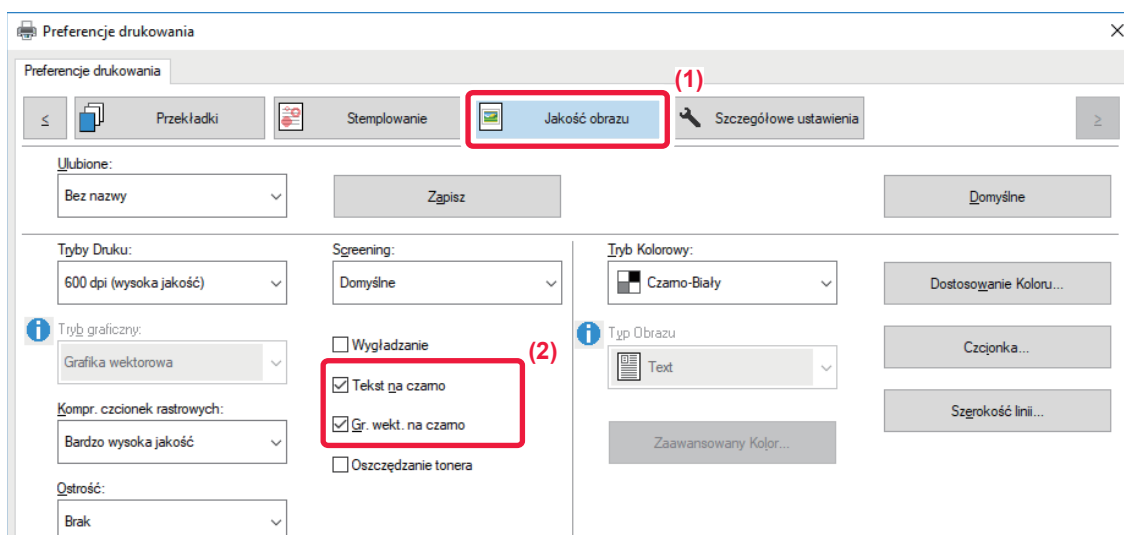 Preferencje drukowania
Preferencje drukowania
(1)
≤ Przekładki Stemplowanie Jakość obrazu Szczegółowe ustawienia ≥
Ulubione:
Bez nazwy Zapisz Domyślne
Tryby Druku: Screening: Tryb Kolorowy:
600 dpi (wysoka jakość) Domyślne Czarno-Biały Dostosowanie Koloru...
Tryb graficzny: Wygładzanie (2) Typ Obrazu
Grafika wektorowa Text Czcjonka...
Tekst na czarno
Kompr. czcionek rastrowych: Gr. wekt. na czarno Szerokość linii...
Bardzo wysoka jakość Zaawansowany Kolor...
Oszczędzanie tonera
Ostrość:
Brak